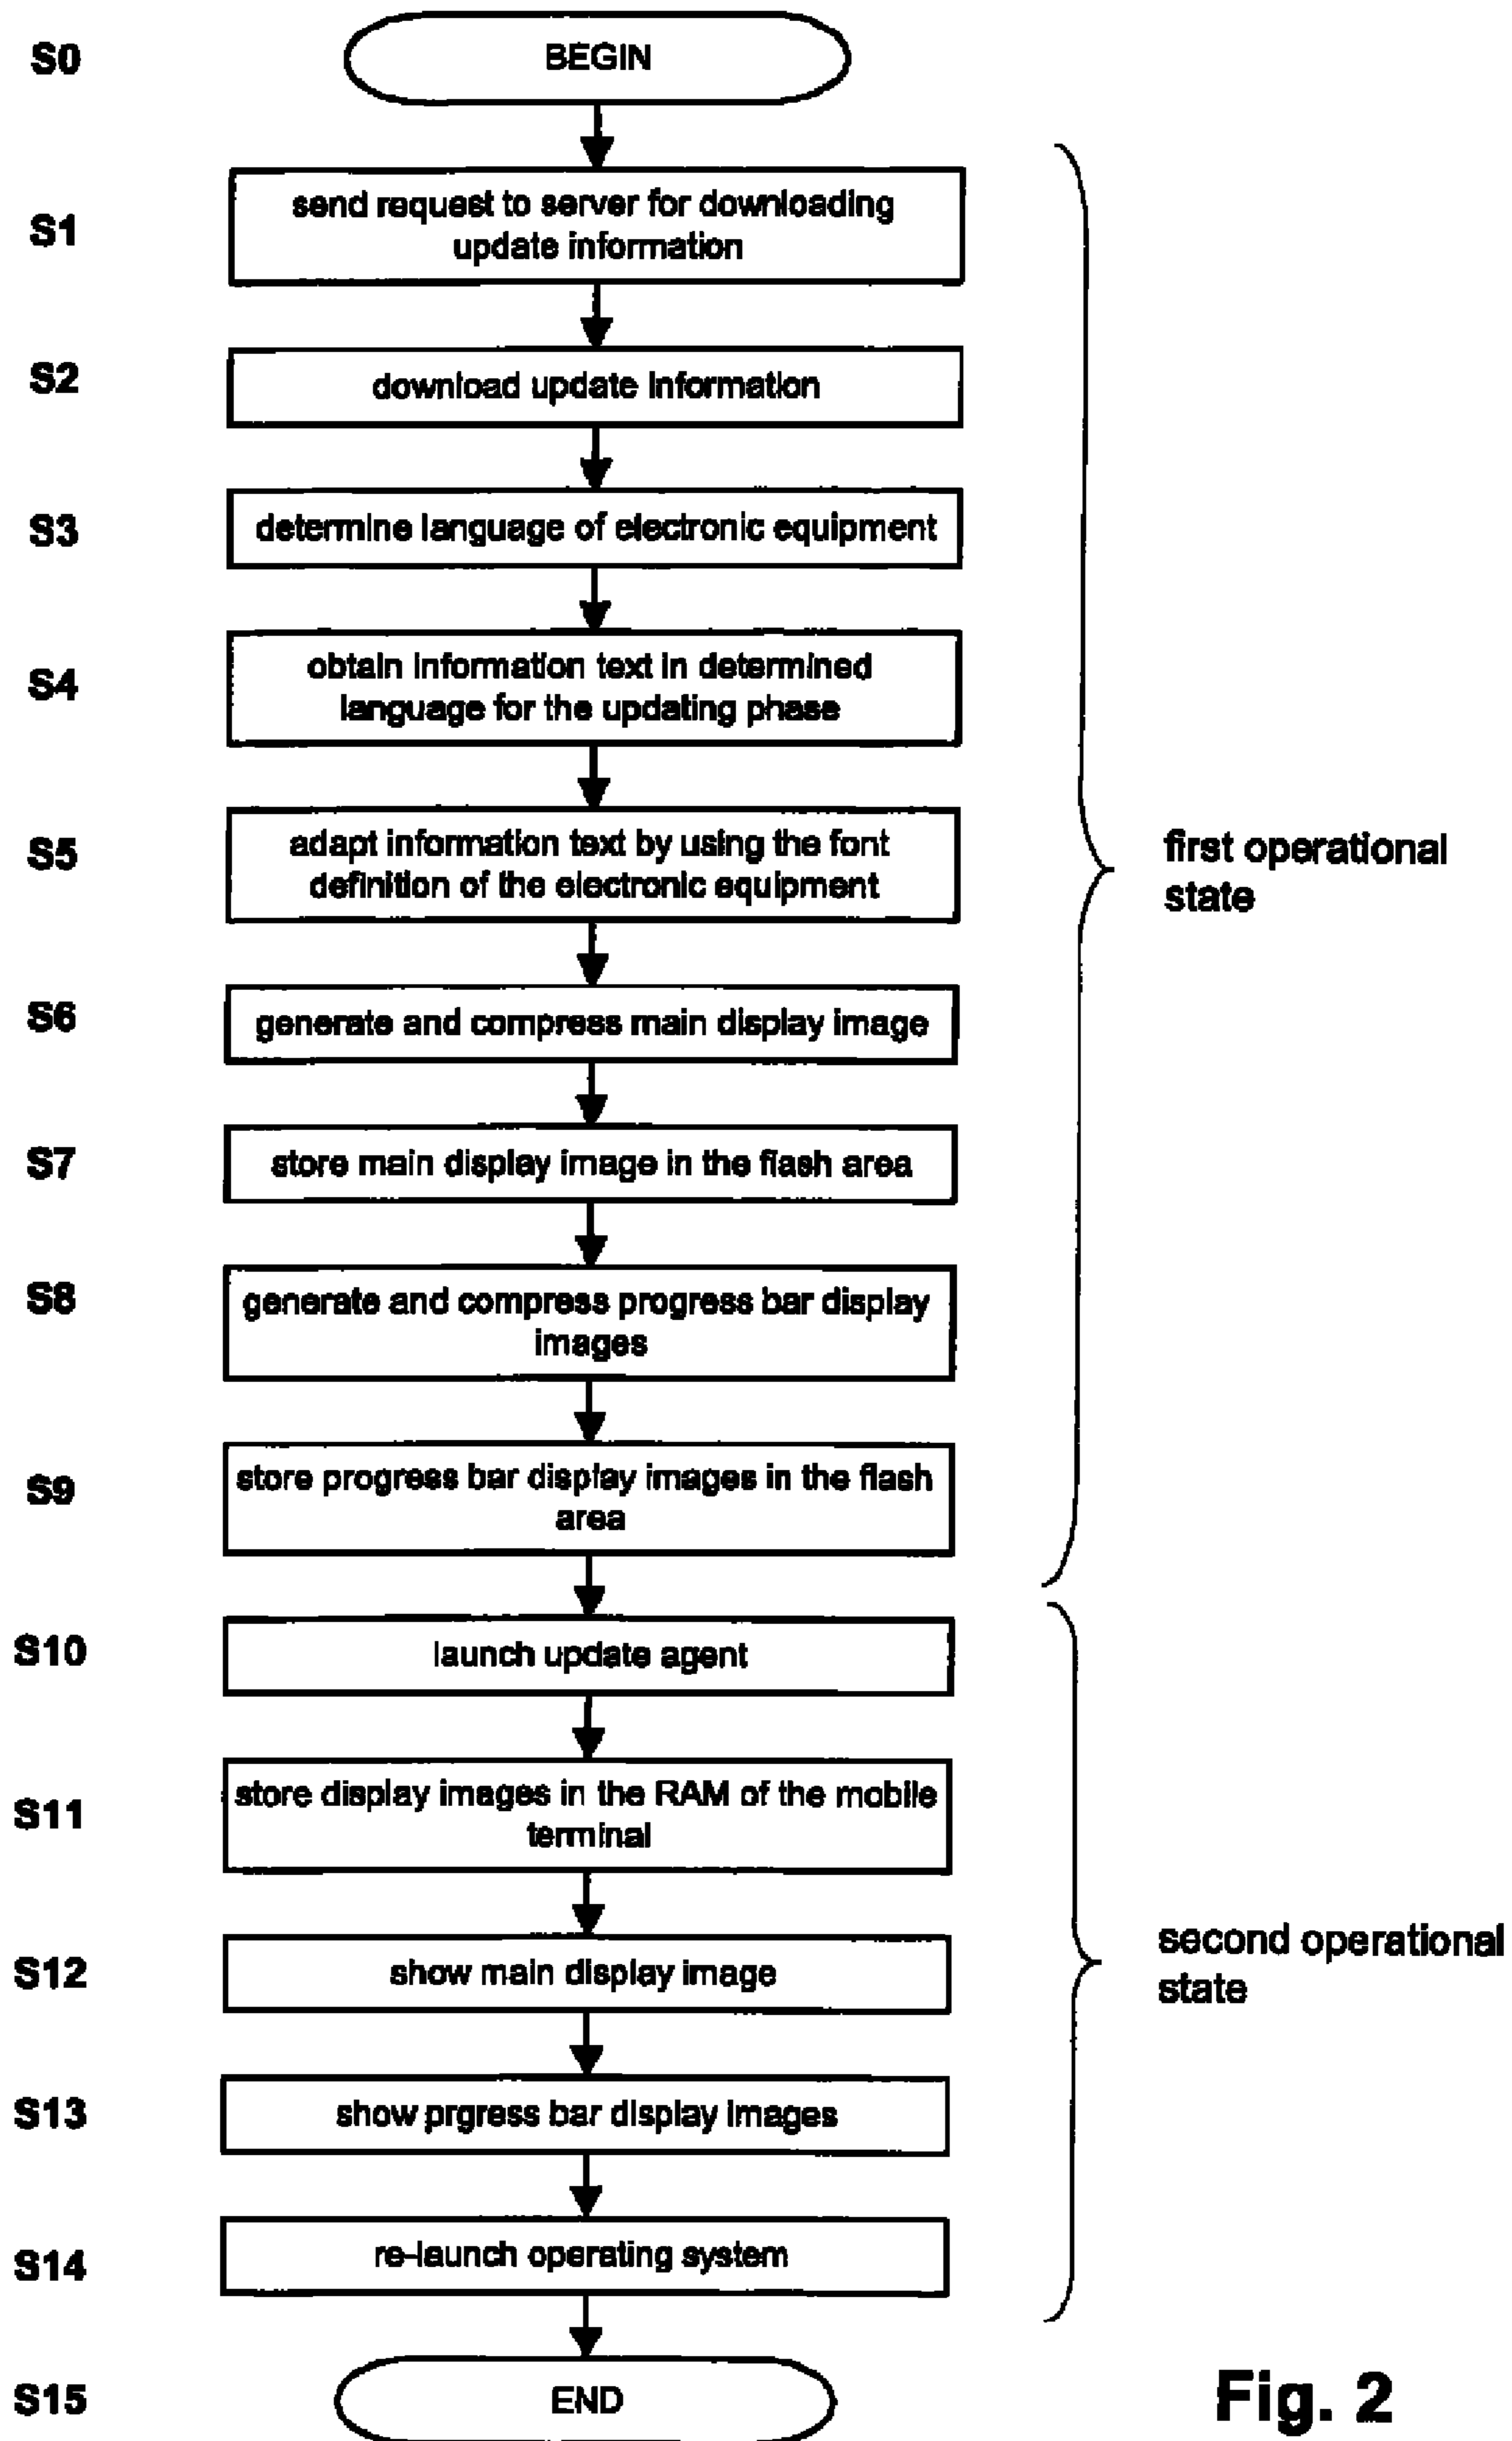 S0
BEGIN
S1
send request to server for downloading
update information
S2
download update information
S3
determine language of electronic equipment
S4
obtain information text in determined
language for the updating phase
S5
adapt information text by using the font
definition of the electronic equipment
first operational
state
S6
generate and compress main display image
S7
store main display image in the flash area
S8
generate and compress progress bar display
images
S9
store progress bar display images in the flash
area
S10
launch update agent
S11
store display images in the RAM of the mobile
terminal
S12
show main display image
second operational
state
S13
show prgress bar display images
S14
re-launch operating system
S15
END
Fig. 2